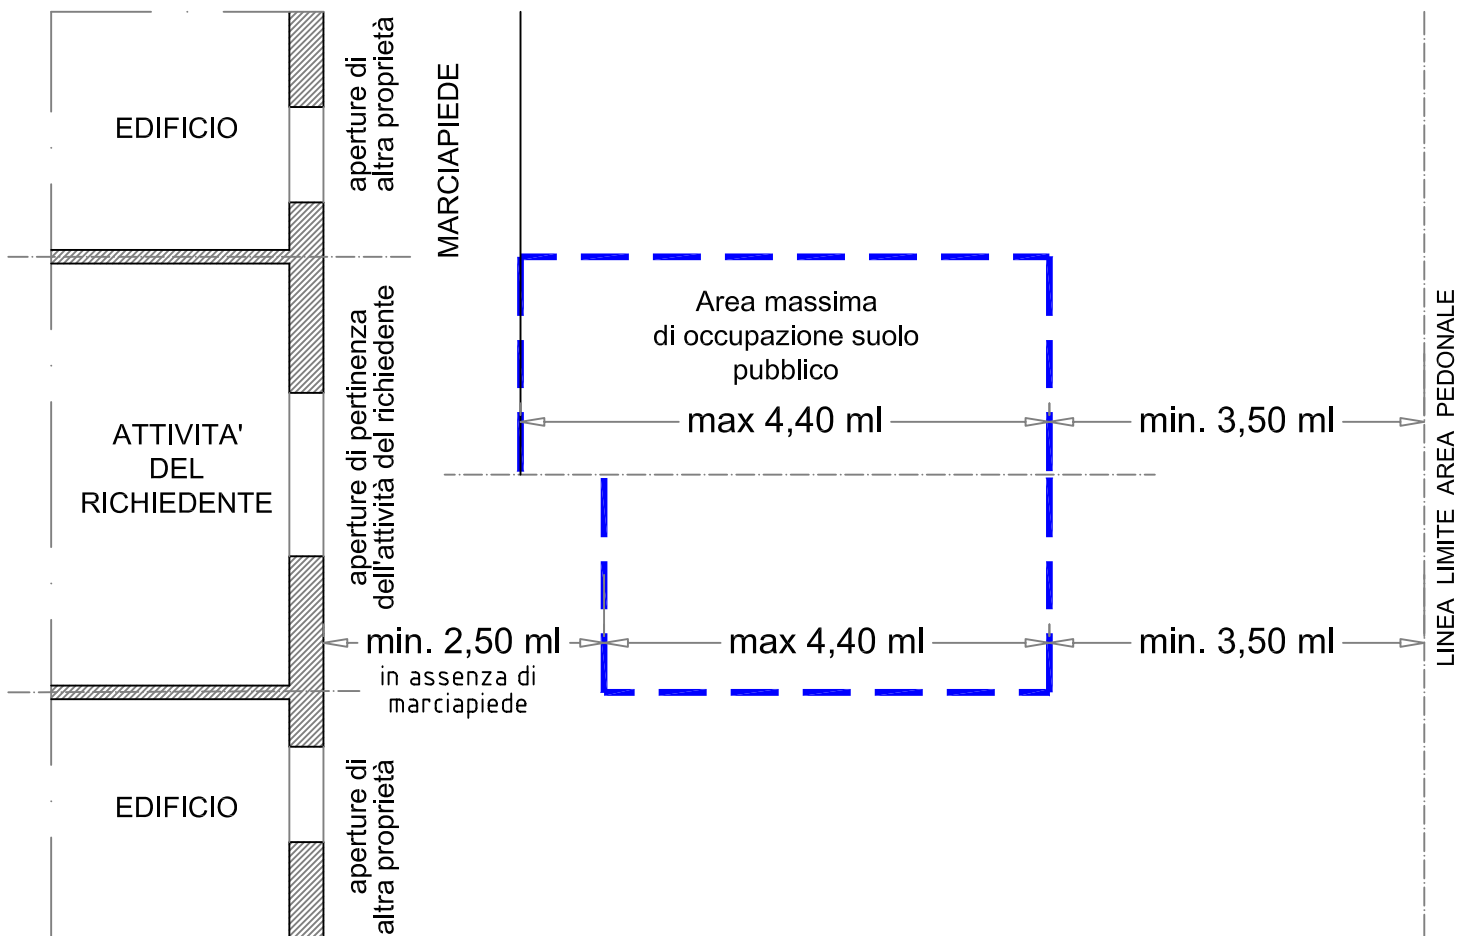 EDIFICIO
aperture di
altra proprietà
MARCIAPIEDE
Area massima
di occupazione suolo
pubblico
max 4,40 ml
min. 3,50 ml
ATTIVITA'
DEL
RICHIEDENTE
aperture di pertinenza
dell'attività del richiedente
LINEA LIMITE AREA PEDONALE
min. 2,50 ml
in assenza di
marciapiede
max 4,40 ml
min. 3,50 ml
EDIFICIO
aperture di
altra proprietà